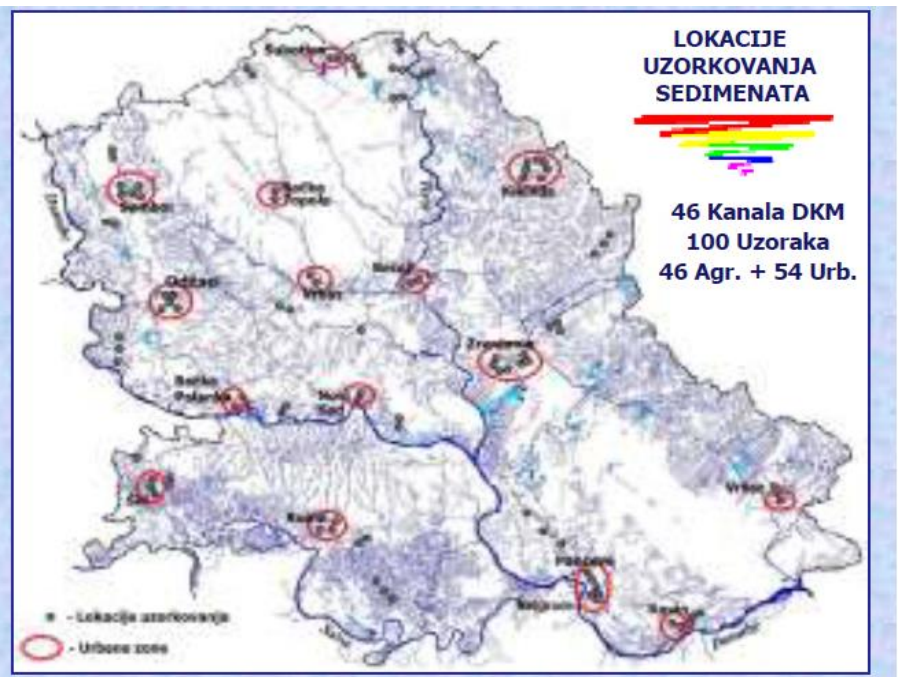 LOKACIJE
UZORKOVANJA
SEDIMENATA
46 Kanala DKM
100 Uzoraka
46 Agr. + 54 Urb.
Subotica
Kikinda
Sombor
Bačka
Topola
Odžaci
Vrbas
Bečej
Zrenjanin
Bačka
Palanka
Novi
Sad
Vršac
Ruma
Pančevo
Beograd
- Lokacije uzorkovanja
- Urbane zone